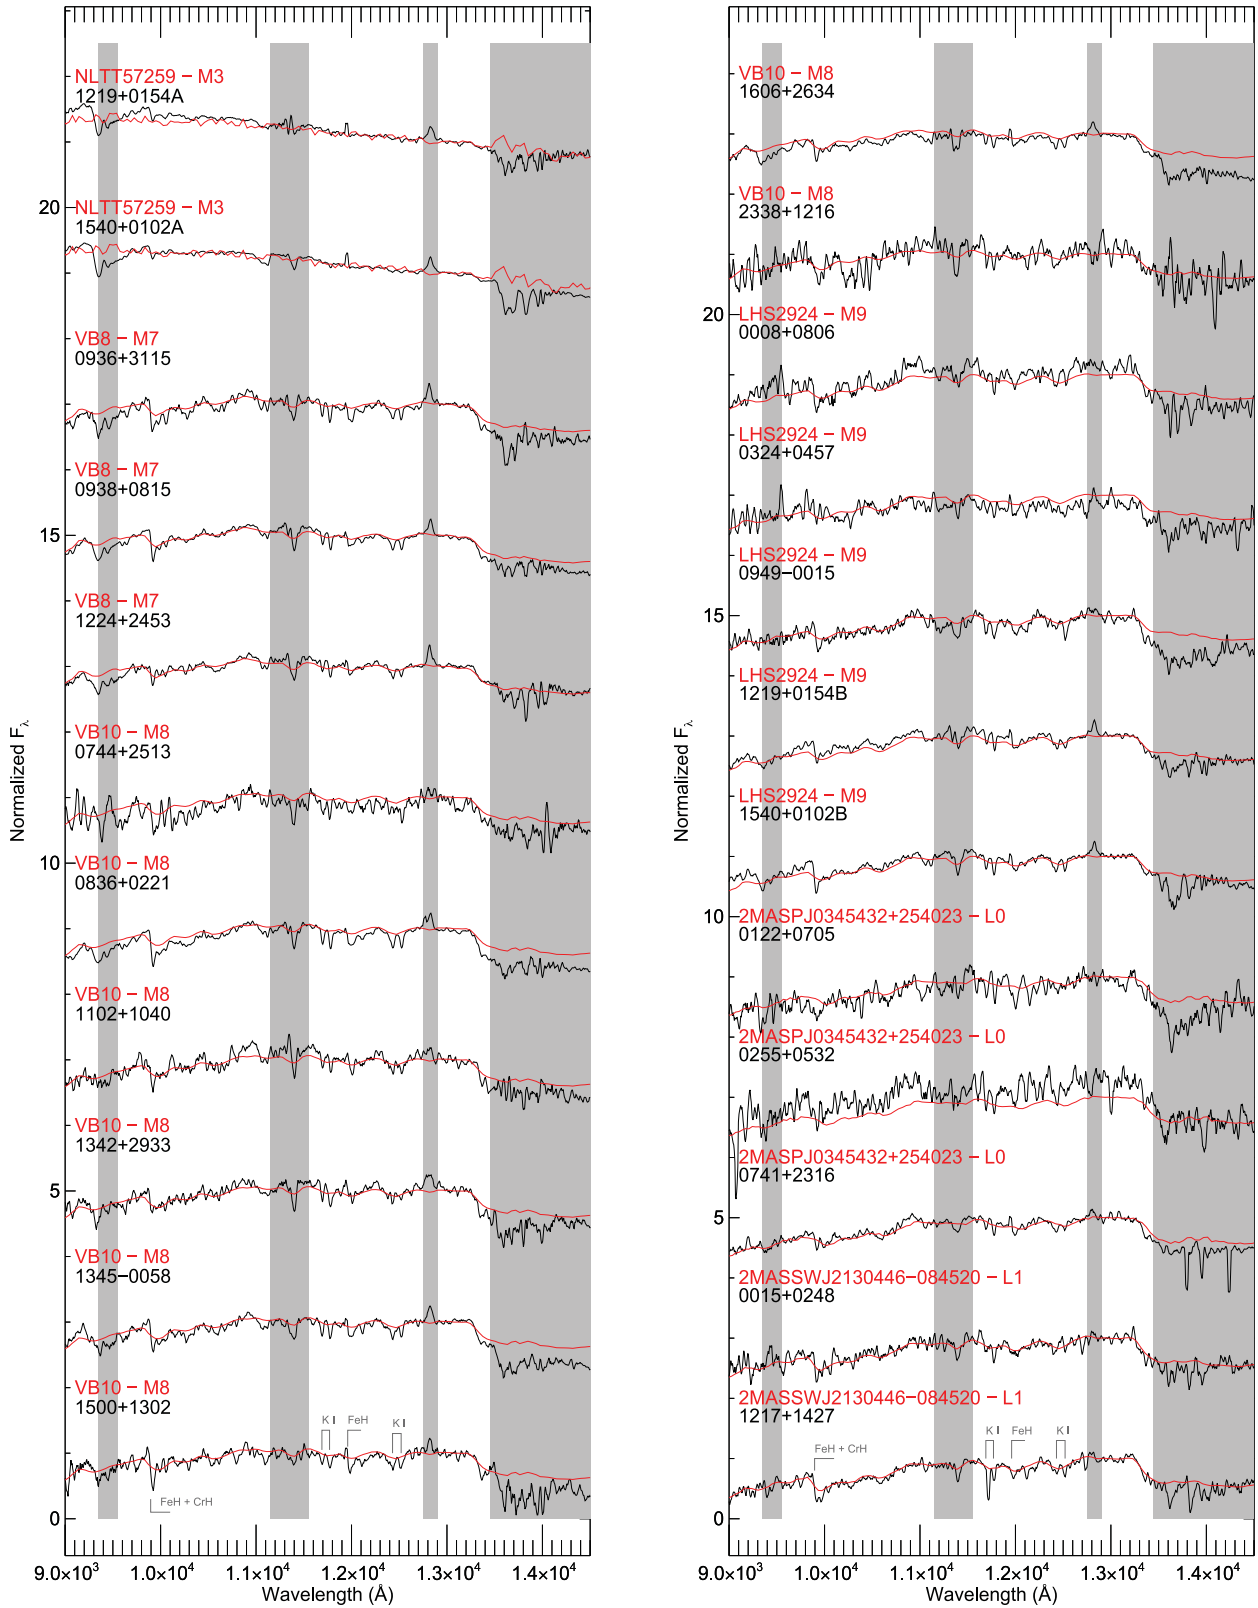 NLTT57259 − M3
1219+0154A
NLTT57259 − M3
1540+0102A
VB8 − M7
0936+3115
VB8 − M7
0938+0815
VB8 − M7
1224+2453
VB10 − M8
0744+2513
VB10 − M8
0836+0221
VB10 − M8
1102+1040
VB10 − M8
1342+2933
VB10 − M8
1345−0058
VB10 − M8
1500+1302
K I
FeH
K I
FeH + CrH
20
15
10
5
0
Normalized Fλ
9.0×10³
1.0×10⁴
1.1×10⁴
1.2×10⁴
1.3×10⁴
1.4×10⁴
Wavelength (Å)
VB10 − M8
1606+2634
VB10 − M8
2338+1216
LHS2924 − M9
0008+0806
LHS2924 − M9
0324+0457
LHS2924 − M9
0949−0015
LHS2924 − M9
1219+0154B
LHS2924 − M9
1540+0102B
2MASPJ0345432+254023 − L0
0122+0705
2MASPJ0345432+254023 − L0
0255+0532
2MASPJ0345432+254023 − L0
0741+2316
2MASSWJ2130446−084520 − L1
0015+0248
2MASSWJ2130446−084520 − L1
1217+1427
K I
FeH
K I
FeH + CrH
20
15
10
5
0
Normalized Fλ
9.0×10³
1.0×10⁴
1.1×10⁴
1.2×10⁴
1.3×10⁴
1.4×10⁴
Wavelength (Å)